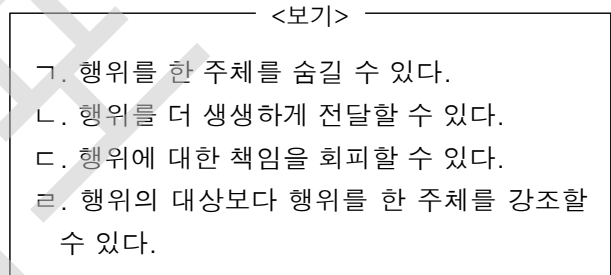 <보기>
ㄱ. 행위를 한 주체를 숨길 수 있다.
ㄴ. 행위를 더 생생하게 전달할 수 있다.
ㄷ. 행위에 대한 책임을 회피할 수 있다.
ㄹ. 행위의 대상보다 행위를 한 주체를 강조할
수 있다.